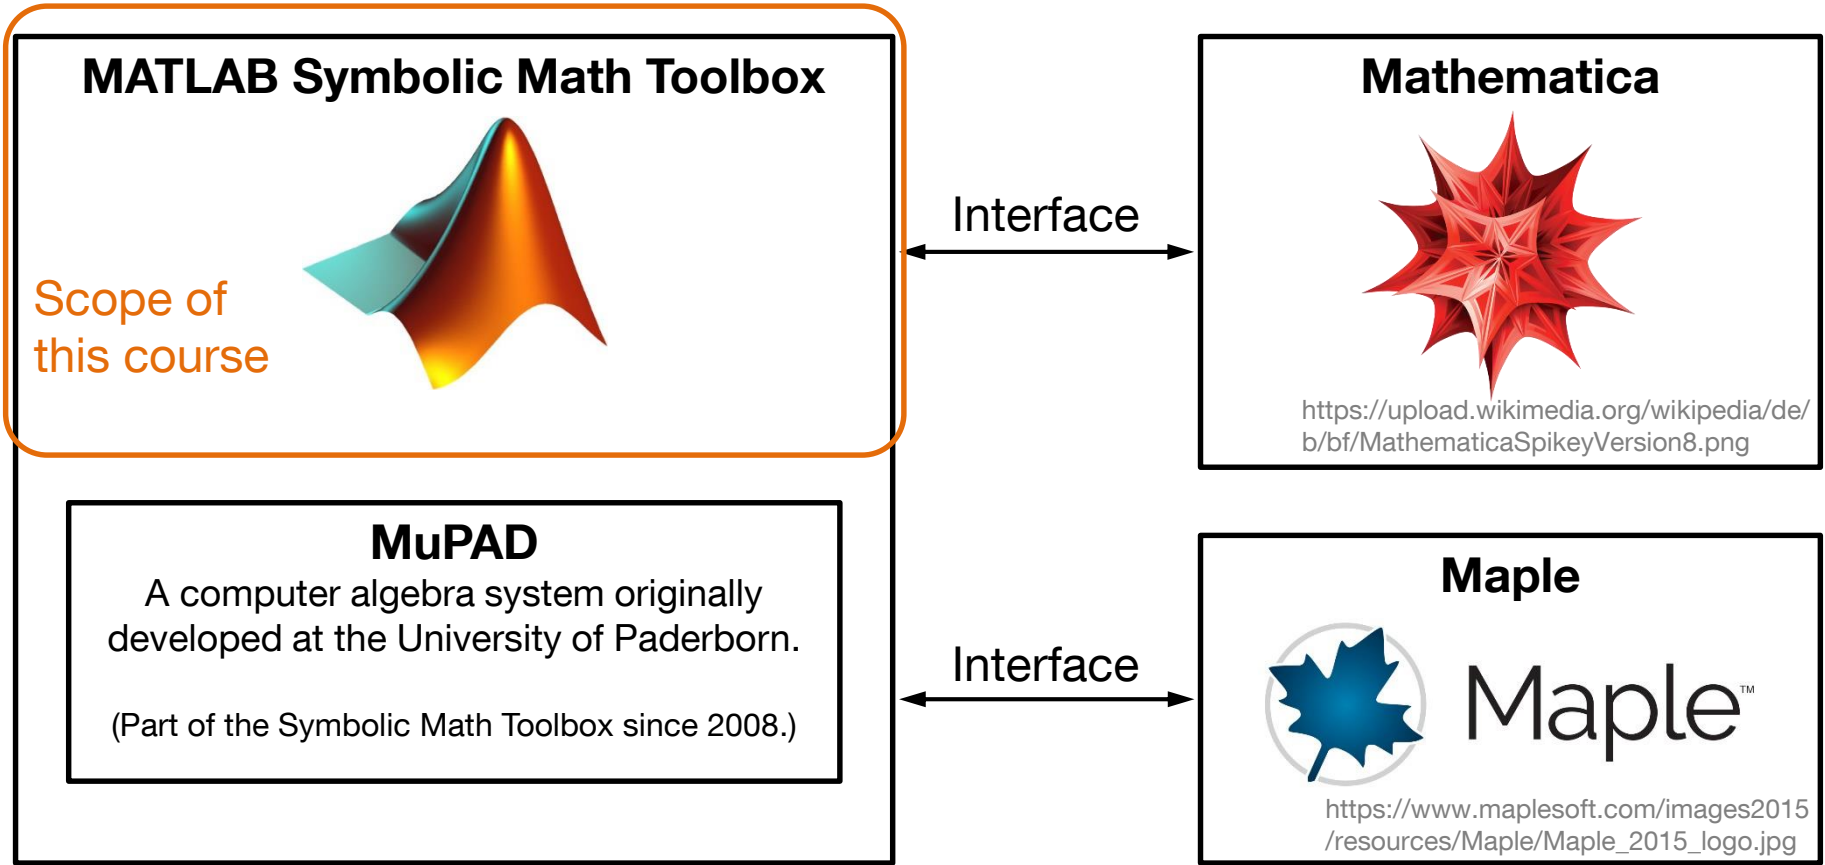 MATLAB Symbolic Math Toolbox
Scope of
this course
MuPAD
A computer algebra system originally
developed at the University of Paderborn.
(Part of the Symbolic Math Toolbox since 2008.)
Interface
Interface
Mathematica
https://upload.wikimedia.org/wikipedia/de/
b/bf/MathematicaSpikeyVersion8.png
Maple
Maple™
https://www.maplesoft.com/images2015
/resources/Maple/Maple_2015_logo.jpg